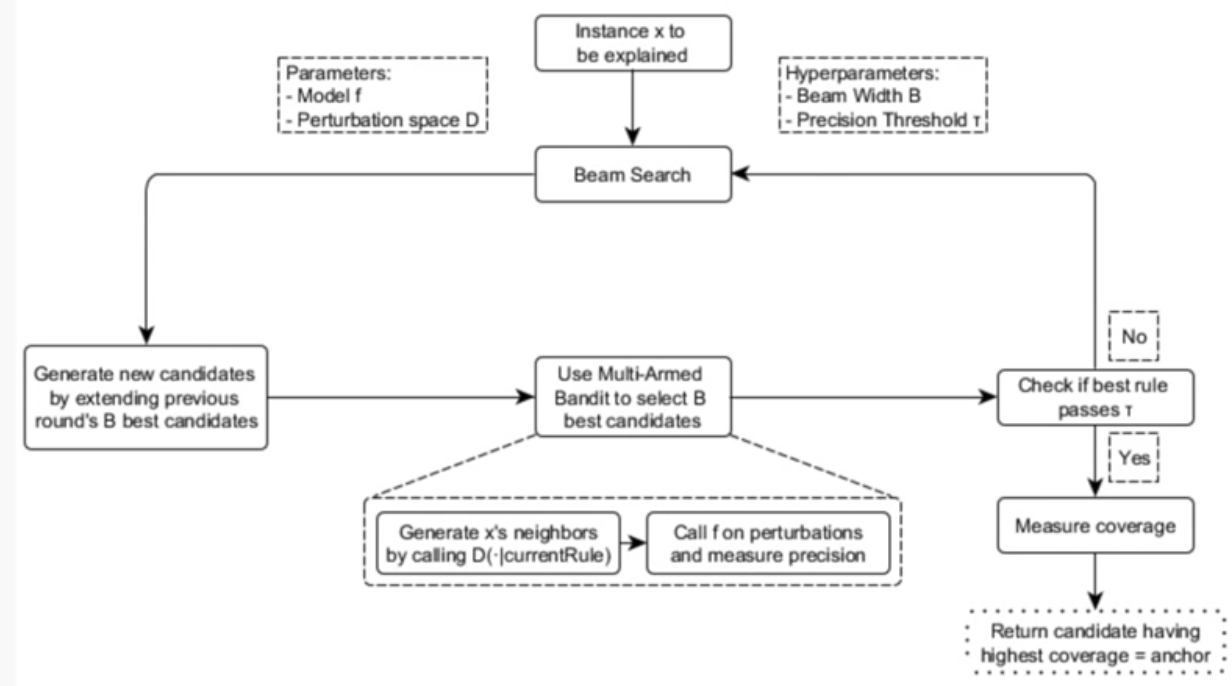 Instance x to
be explained
Parameters:
- Model f
- Perturbation space D
Hyperparameters:
- Beam Width B
- Precision Threshold τ
Beam Search
Generate new candidates
by extending previous
round's B best candidates
Use Multi-Armed
Bandit to select B
best candidates
No
Check if best rule
passes τ
Yes
Generate x's neighbors
by calling D(·|currentRule)
Call f on perturbations
and measure precision
Measure coverage
Return candidate having
highest coverage = anchor